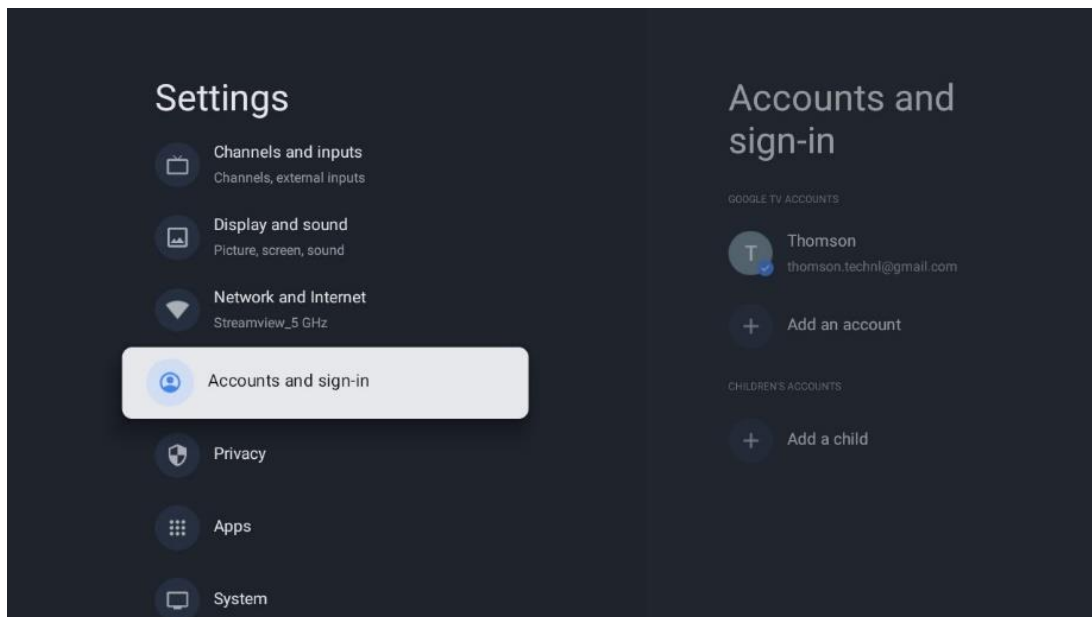 Settings
Channels and inputs
Channels, external inputs
Display and sound
Picture, screen, sound
Network and Internet
Streamview_5 GHz
Accounts and sign-in
Privacy
Apps
System
Accounts and
sign-in
GOOGLE TV ACCOUNTS
T
Thomson
thomson.technl@gmail.com
Add an account
CHILDREN'S ACCOUNTS
Add a child